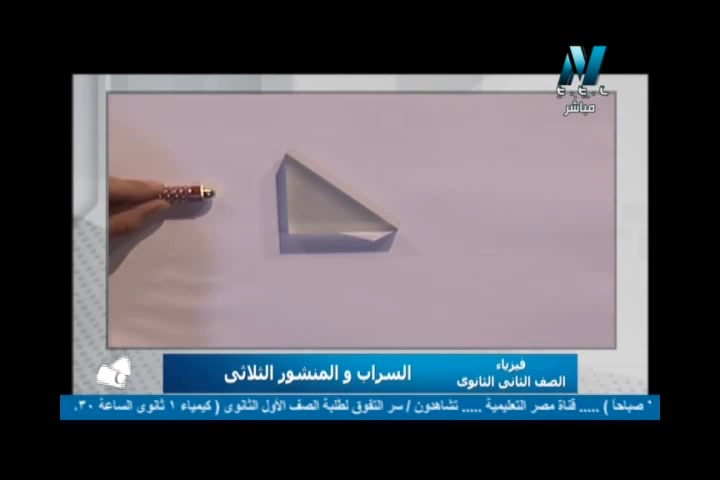 مباشر
فيزياء
الصف الثانى الثانوى
السراب و المنشور الثلاثى
صباحا ) ..... قناة مصر التعليمية ..... تشاهدون / سر التفوق لطلبة الصف الأول الثانوى ( كيمياء ١ ثانوى الساعة ٣٠.